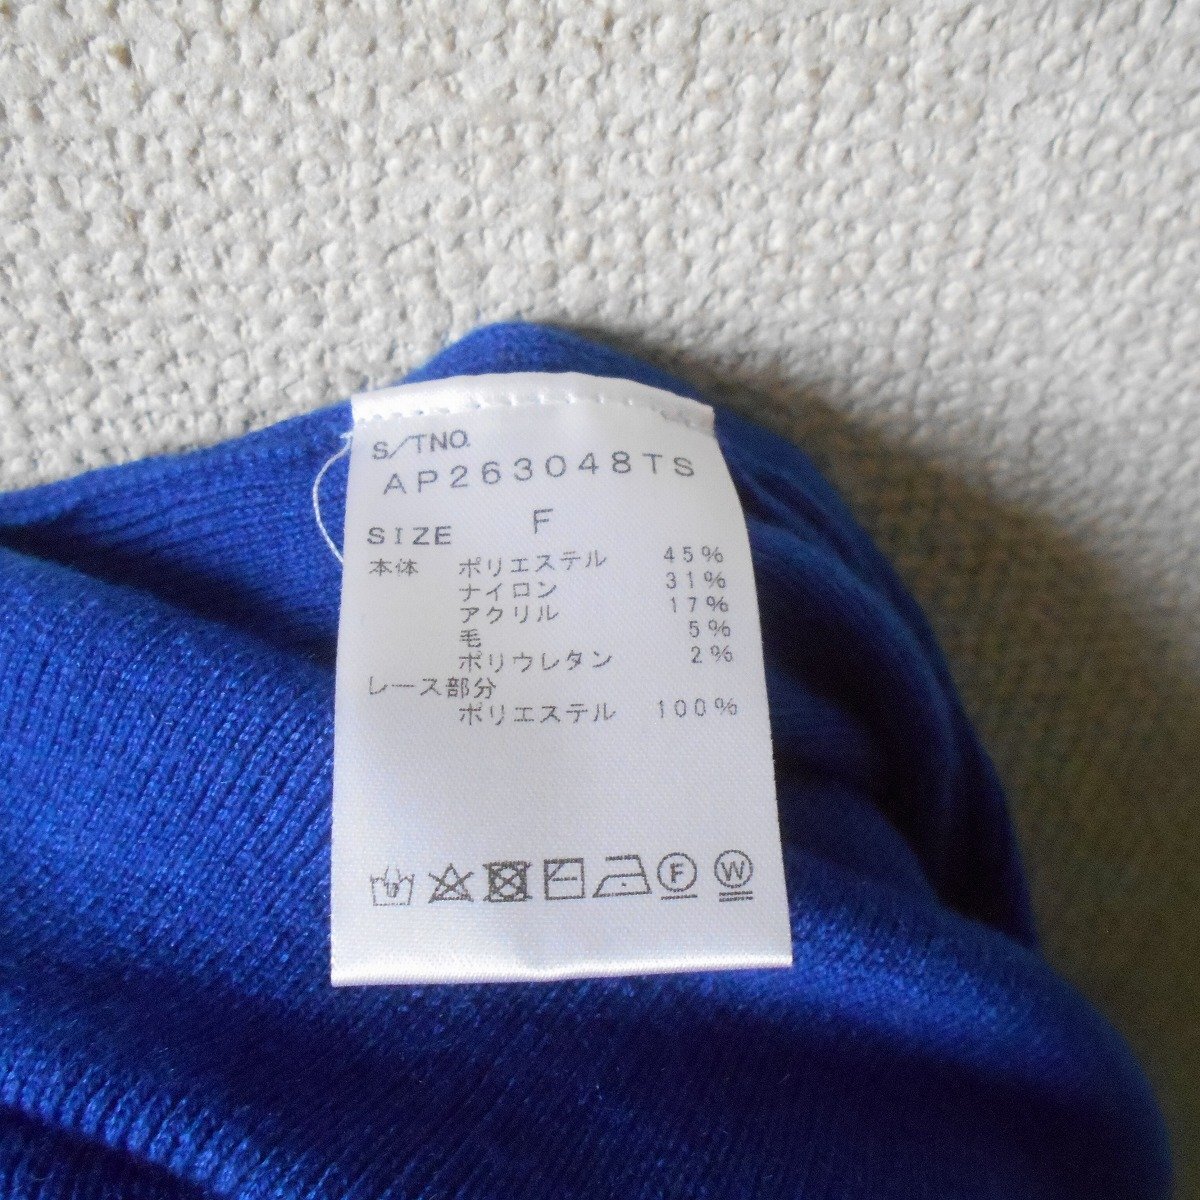 S/TNO.
AP263048TS
SIZE F
本体 ポリエステル 45%
ナイロン 31%
アクリル 17%
毛 5%
ポリウレタン 2%
レース部分
ポリエステル 100%
F W